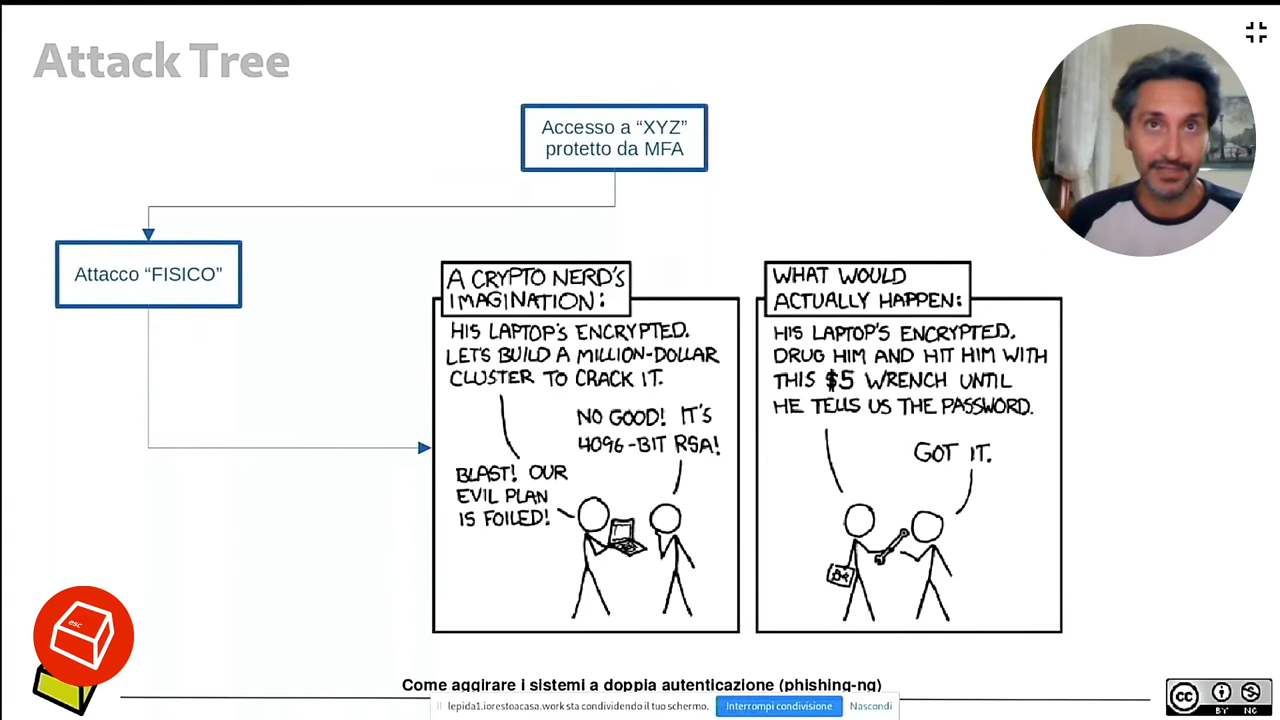 Attack Tree
Accesso a “XYZ”
protetto da MFA
Attacco “FISICO”
A CRYPTO NERD'S
IMAGINATION:
HIS LAPTOP'S ENCRYPTED.
LET'S BUILD A MILLION-DOLLAR
CLUSTER TO CRACK IT.
NO GOOD! IT'S
4096-BIT RSA!
BLAST! OUR
EVIL PLAN
IS FOILED!
WHAT WOULD
ACTUALLY HAPPEN:
HIS LAPTOP'S ENCRYPTED.
DRUG HIM AND HIT HIM WITH
THIS $5 WRENCH UNTIL
HE TELLS US THE PASSWORD.
GOT IT.
esc
Come aggirare i sistemi a doppia autenticazione (phishing-ng)
lepida1.iorestoacasa.work sta condividendo il tuo schermo.
Interrompi condivisione
Nascondi
cc
BY NC